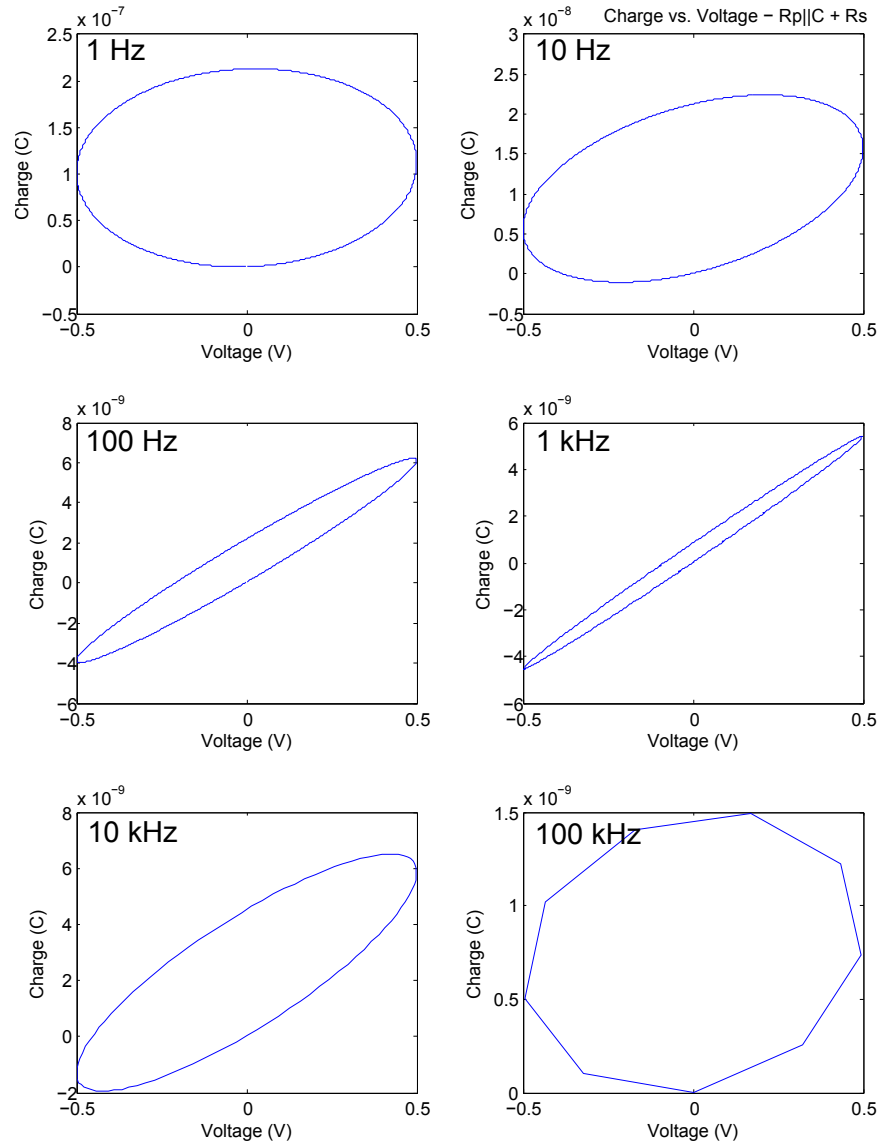 x 10⁻⁷
1 Hz
2.5
2
1.5
1
0.5
0
−0.5
−0.5 0 0.5
Charge (C)
Voltage (V)
Charge vs. Voltage − Rp||C + Rs
x 10⁻⁸
10 Hz
3
2.5
2
1.5
1
0.5
0
−0.5
−0.5 0 0.5
Charge (C)
Voltage (V)
x 10⁻⁹
100 Hz
8
6
4
2
0
−2
−4
−6
−0.5 0 0.5
Charge (C)
Voltage (V)
x 10⁻⁹
1 kHz
6
4
2
0
−2
−4
−6
−0.5 0 0.5
Charge (C)
Voltage (V)
x 10⁻⁹
10 kHz
8
6
4
2
0
−2
−0.5 0 0.5
Charge (C)
Voltage (V)
x 10⁻⁹
100 kHz
1.5
1
0.5
0
−0.5 0 0.5
Charge (C)
Voltage (V)